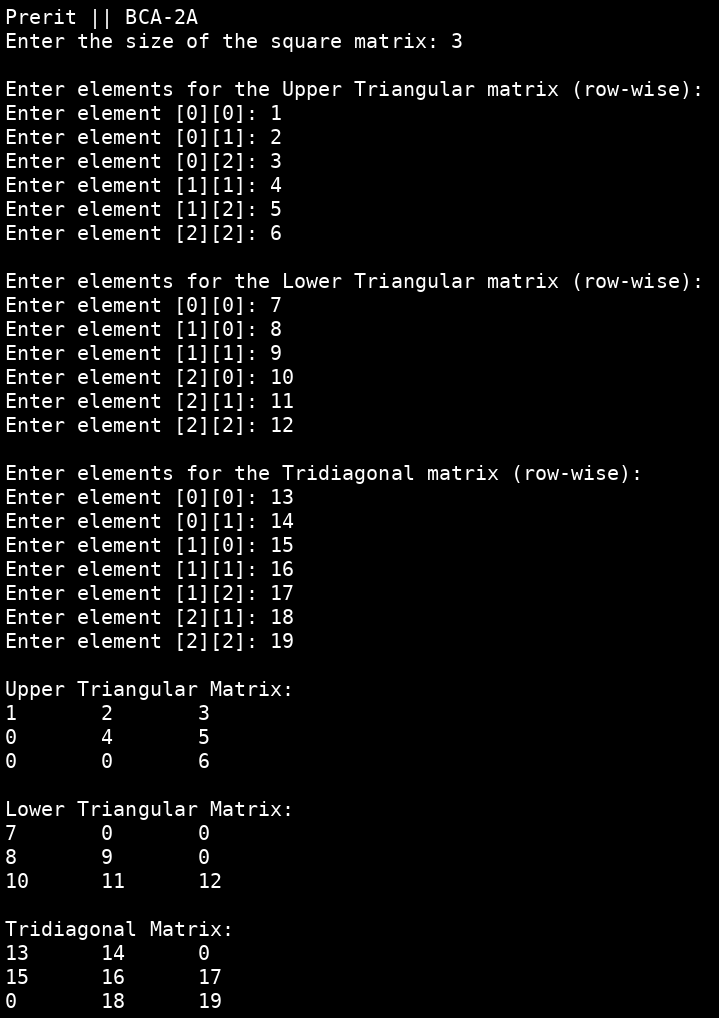 Prerit || BCA-2A
Enter the size of the square matrix: 3
Enter elements for the Upper Triangular matrix (row-wise):
Enter element [0][0]: 1
Enter element [0][1]: 2
Enter element [0][2]: 3
Enter element [1][1]: 4
Enter element [1][2]: 5
Enter element [2][2]: 6
Enter elements for the Lower Triangular matrix (row-wise):
Enter element [0][0]: 7
Enter element [1][0]: 8
Enter element [1][1]: 9
Enter element [2][0]: 10
Enter element [2][1]: 11
Enter element [2][2]: 12
Enter elements for the Tridiagonal matrix (row-wise):
Enter element [0][0]: 13
Enter element [0][1]: 14
Enter element [1][0]: 15
Enter element [1][1]: 16
Enter element [1][2]: 17
Enter element [2][1]: 18
Enter element [2][2]: 19
Upper Triangular Matrix:
1 2 3
0 4 5
0 0 6
Lower Triangular Matrix:
7 0 0
8 9 0
10 11 12
Tridiagonal Matrix:
13 14 0
15 16 17
0 18 19